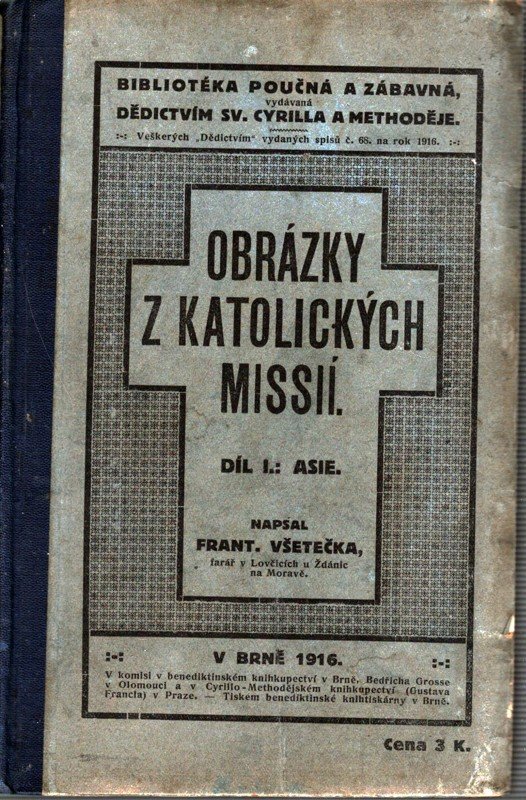 BIBLIOTÉKA POUČNÁ A ZÁBAVNÁ,
vydávaná
DĚDICTVÍM SV. CYRILLA A METHODĚJE.
:-: Veškerých „Dědictvím“ vydaných spisů č. 68. na rok 1916. :-:
OBRÁZKY
Z KATOLICKÝCH
MISSIÍ.
DÍL I.: ASIE.
NAPSAL
FRANT. VŠETEČKA,
farář v Lovčicích u Ždánic
na Moravě.
:-: V BRNĚ 1916. :-:
V komisi v benediktinském knihkupectví v Brně, Bedřicha Grosse
v Olomouci a v Cyrillo-Methodějském knihkupectví (Gustava
Francla) v Praze. — Tiskem benediktinské knihtiskárny v Brně.
Cena 3 K.